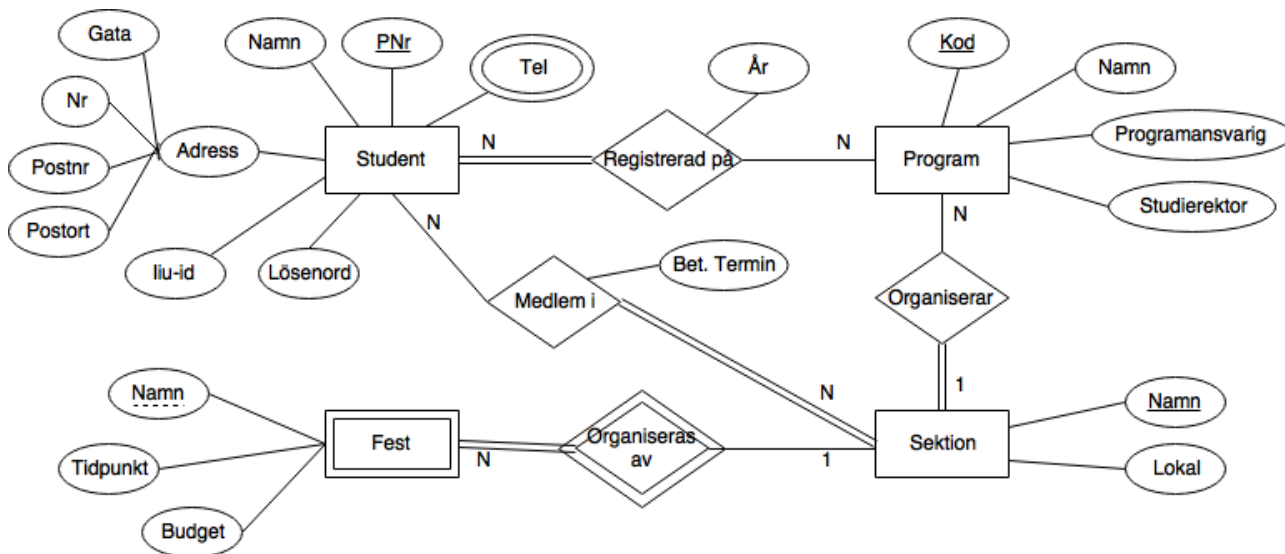 Gata
Namn
PNr
Kod
Tel
År
Namn
Nr
N
N
Programansvarig
Adress
Student
Registrerad på
Program
Postnr
Studierektor
Postort
N
N
liu-id
Lösenord
Bet. Termin
Medlem i
Organiserar
Namn
N
1
Namn
Fest
Organiseras
av
Sektion
Tidpunkt
N
1
Lokal
Budget